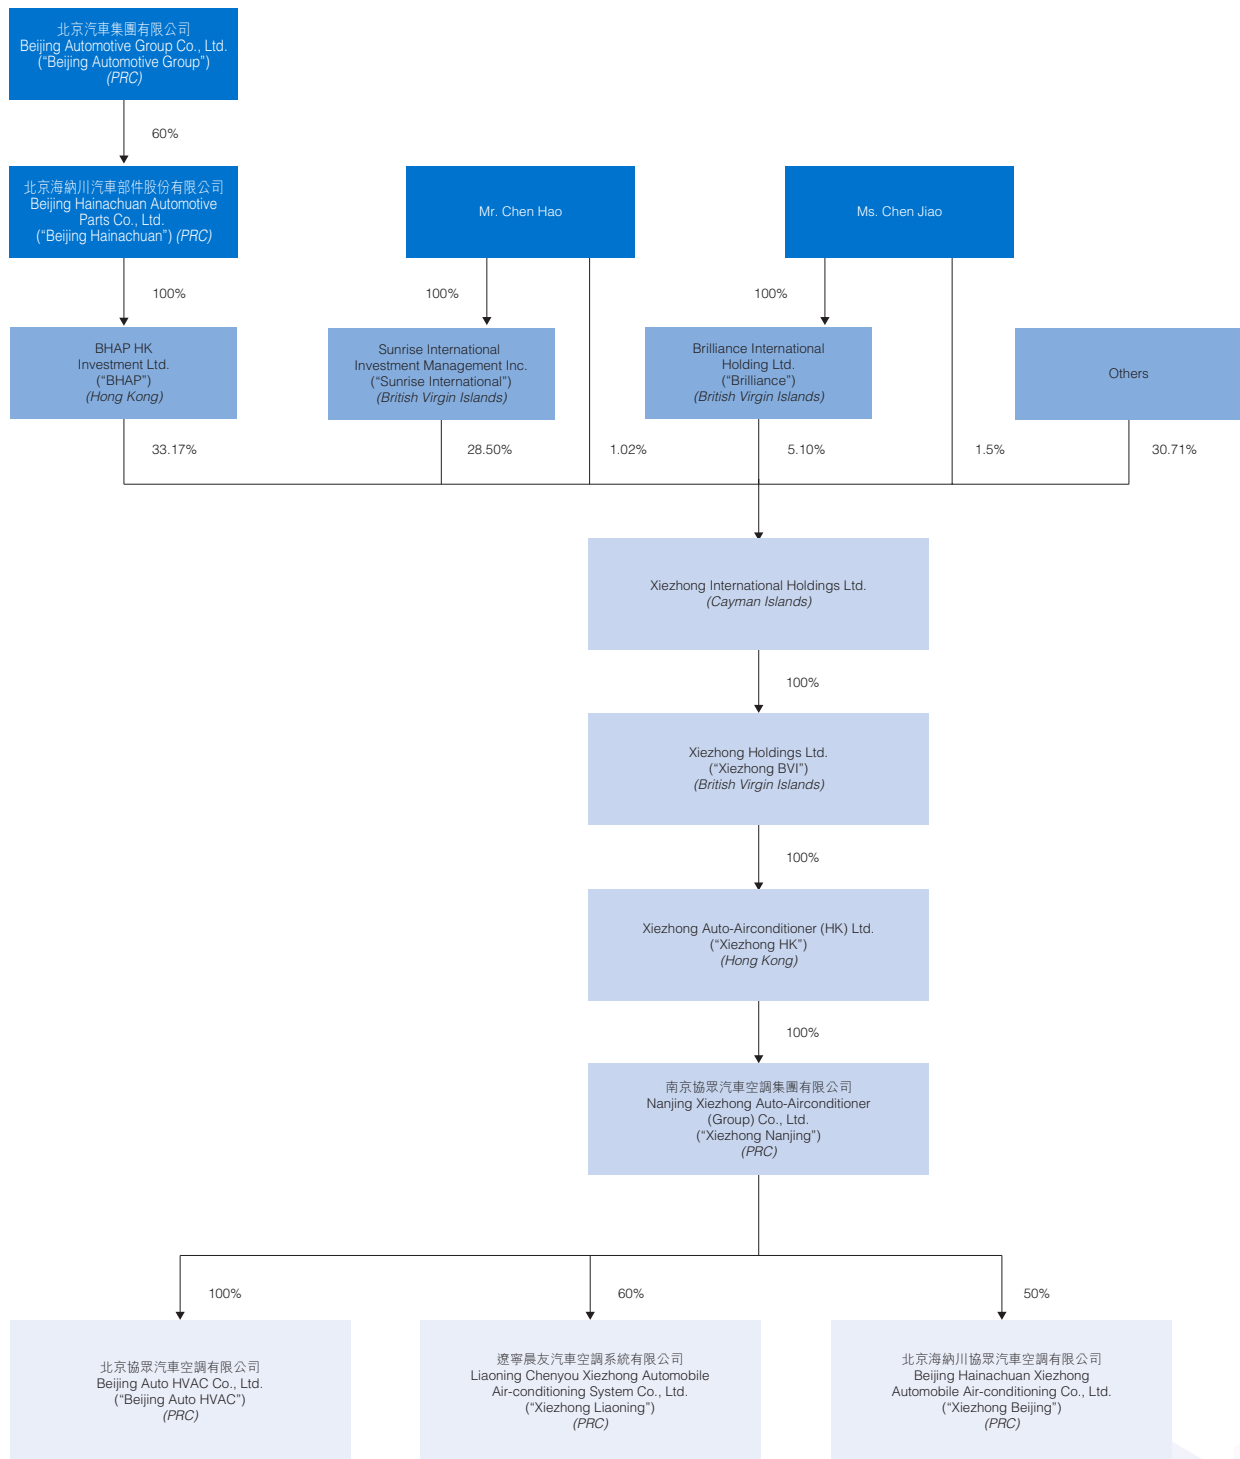 北京汽車集團有限公司
Beijing Automotive Group Co., Ltd.
(“Beijing Automotive Group”)
(PRC)
60%
北京海納川汽車部件股份有限公司
Beijing Hainachuan Automotive
Parts Co., Ltd.
(“Beijing Hainachuan”) (PRC)
Mr. Chen Hao
Ms. Chen Jiao
100%
100%
100%
BHAP HK
Investment Ltd.
(“BHAP”)
(Hong Kong)
Sunrise International
Investment Management Inc.
(“Sunrise International”)
(British Virgin Islands)
Brilliance International
Holding Ltd.
(“Brilliance”)
(British Virgin Islands)
Others
33.17%
28.50%
1.02%
5.10%
1.5%
30.71%
Xiezhong International Holdings Ltd.
(Cayman Islands)
100%
Xiezhong Holdings Ltd.
(“Xiezhong BVI”)
(British Virgin Islands)
100%
Xiezhong Auto-Airconditioner (HK) Ltd.
(“Xiezhong HK”)
(Hong Kong)
100%
南京協眾汽車空調集團有限公司
Nanjing Xiezhong Auto-Airconditioner
(Group) Co., Ltd.
(“Xiezhong Nanjing”)
(PRC)
100%
60%
50%
北京協眾汽車空調有限公司
Beijing Auto HVAC Co., Ltd.
(“Beijing Auto HVAC”)
(PRC)
遼寧晨友汽車空調系統有限公司
Liaoning Chenyou Xiezhong Automobile
Air-conditioning System Co., Ltd.
(“Xiezhong Liaoning”)
(PRC)
北京海納川協眾汽車空調有限公司
Beijing Hainachuan Xiezhong
Automobile Air-conditioning Co., Ltd.
(“Xiezhong Beijing”)
(PRC)